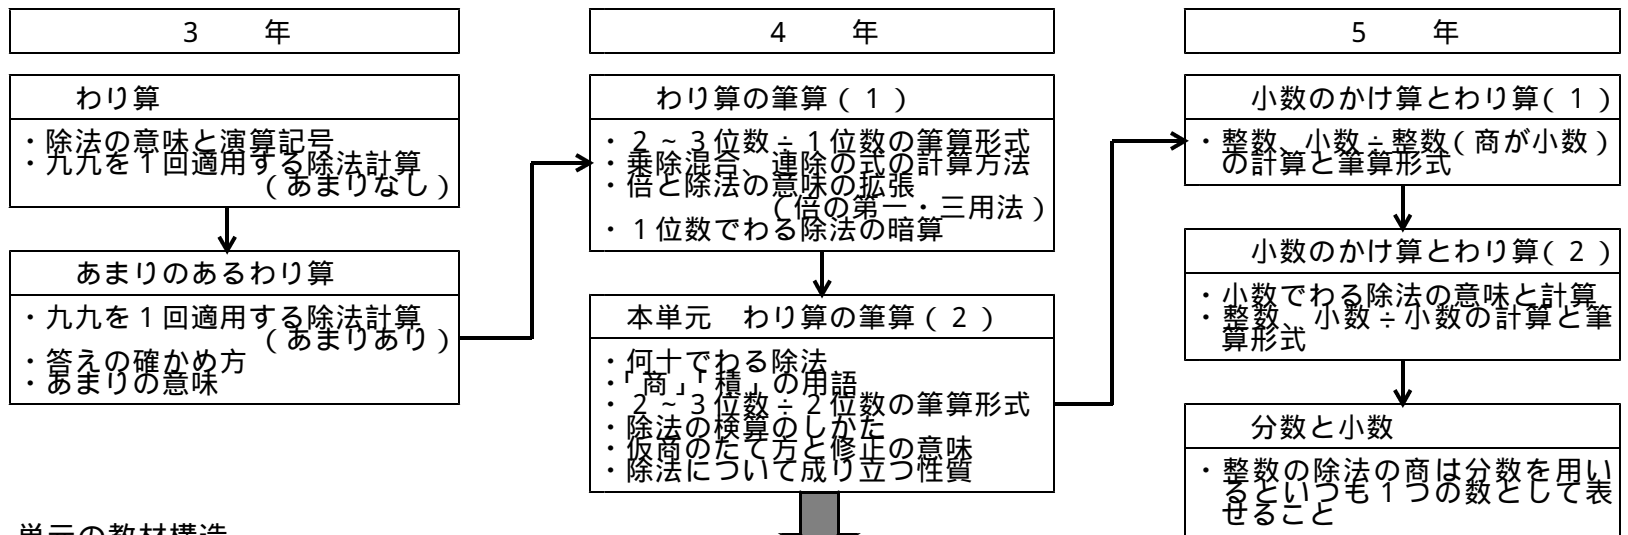 3 年
わり算
・除法の意味と演算記号
・九九を1回適用する除法計算
(あまりなし)
あまりのあるわり算
・九九を1回適用する除法計算
(あまりあり)
・答えの確かめ方
・あまりの意味
4 年
わり算の筆算(1)
・2~3位数÷1位数の筆算形式
・乗除混合、連除の式の計算方法
・倍と除法の意味の拡張
(倍の第一・三用法)
・1位数でわる除法の暗算
本単元 わり算の筆算(2)
・何十でわる除法
・「商」「積」の用語
・2~3位数÷2位数の筆算形式
・除法の検算のしかた
・仮商のたて方と修正の意味
・除法について成り立つ性質
5 年
小数のかけ算とわり算(1)
・整数、小数÷整数(商が小数)
の計算と筆算形式
小数のかけ算とわり算(2)
・小数でわる除法の意味と計算
・整数、小数÷小数の計算と筆
算形式
分数と小数
・整数の除法の商は分数を用い
るといつも1つの数として表
せること
単元の教材構造